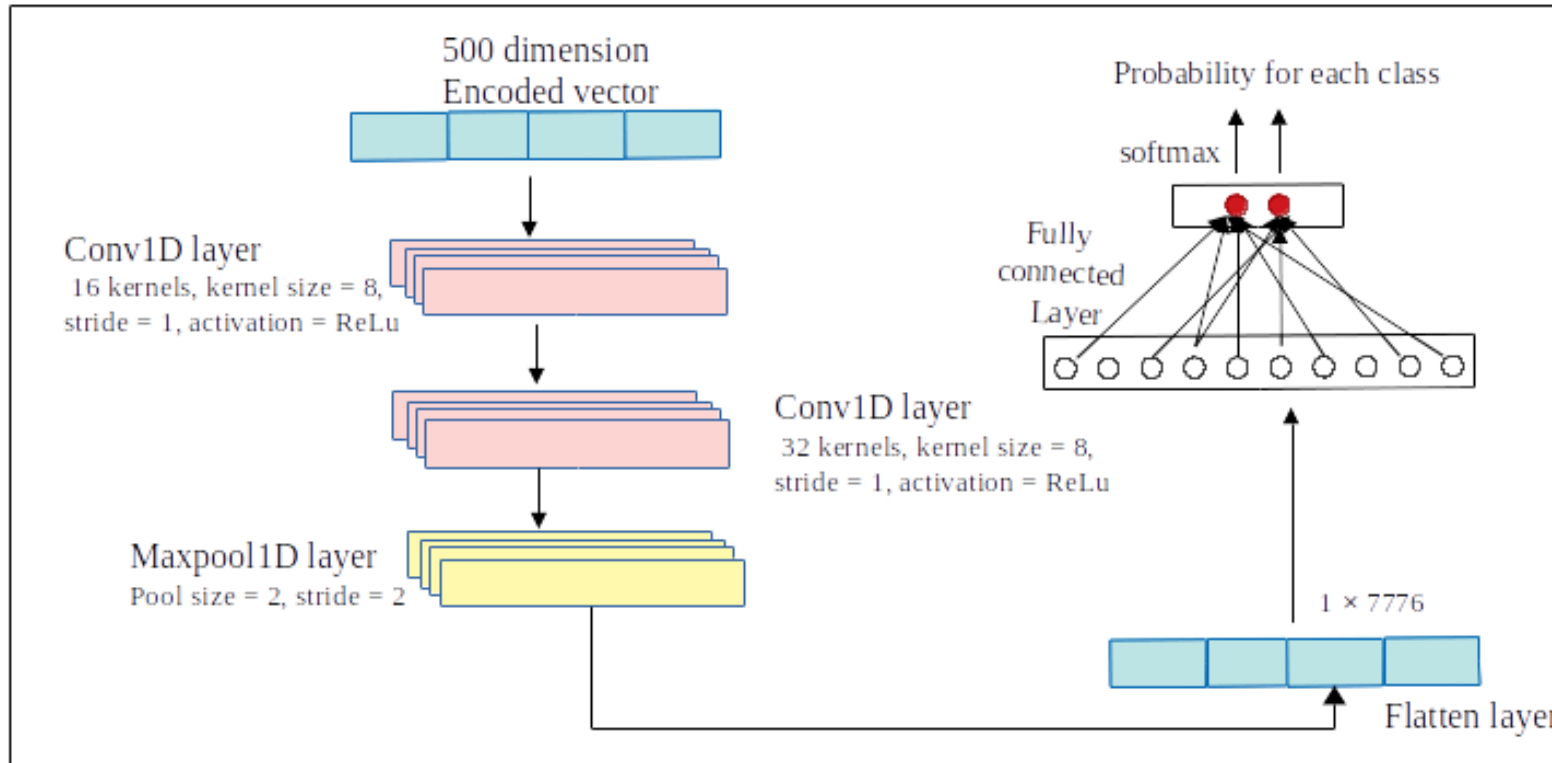 500 dimension
Encoded vector
Conv1D layer
16 kernels, kernel size = 8,
stride = 1, activation = ReLu
Conv1D layer
32 kernels, kernel size = 8,
stride = 1, activation = ReLu
Maxpool1D layer
Pool size = 2, stride = 2
Flatten layer
1 × 7776
Fully
connected
Layer
softmax
Probability for each class